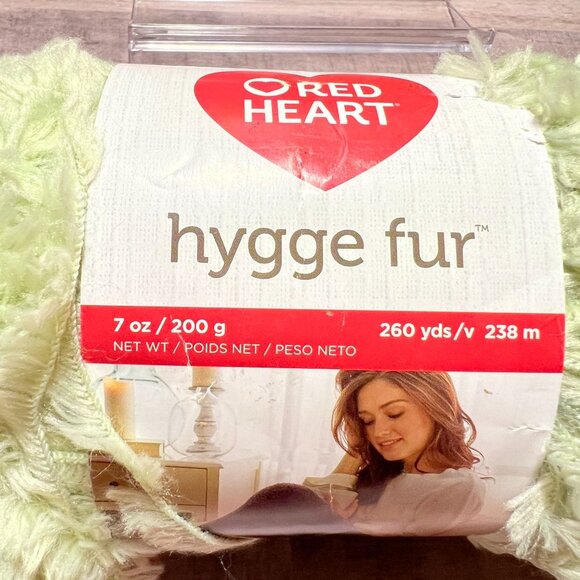 RED
HEART®
hygge fur™
7 oz / 200 g 260 yds/v 238 m
NET WT / POIDS NET / PESO NETO